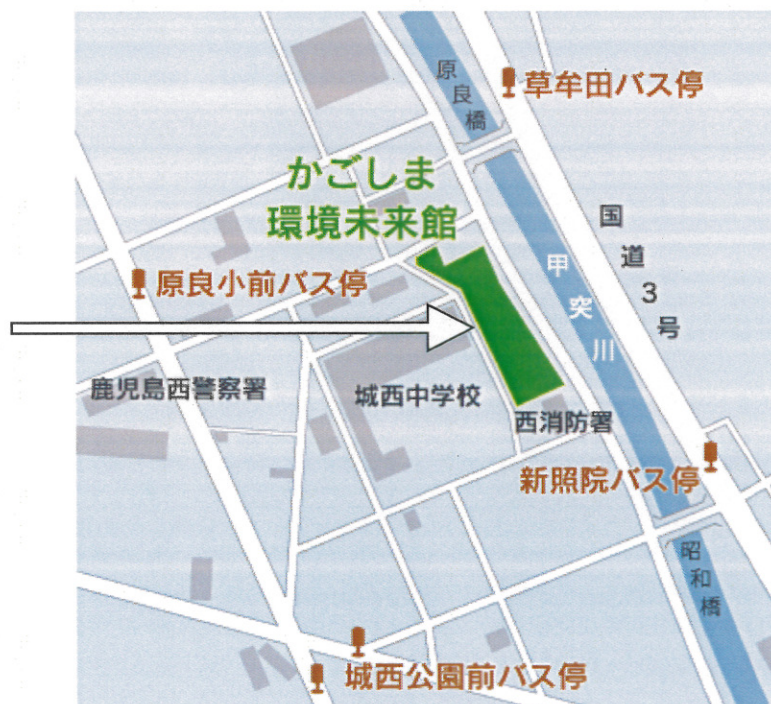 原良橋
草牟田バス停
かごしま
環境未来館
国道3号
原良小前バス停
甲突川
鹿児島西警察署
城西中学校
西消防署
新照院バス停
昭和橋
城西公園前バス停